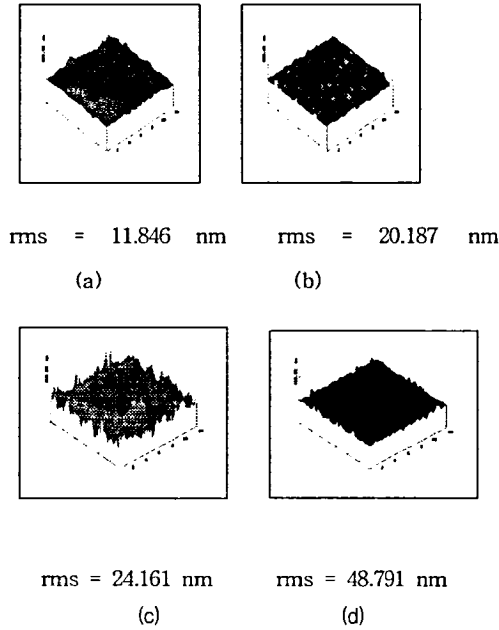 rms = 11.846 nm
rms = 20.187 nm
(a)
(b)
rms = 24.161 nm
rms = 48.791 nm
(c)
(d)